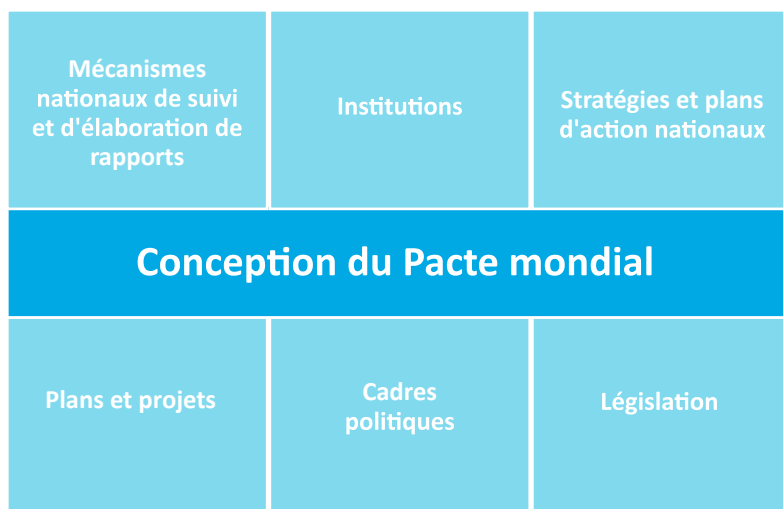 Mécanismes
nationaux de suivi
et d'élaboration de
rapports
Institutions
Stratégies et plans
d'action nationaux
Conception du Pacte mondial
Plans et projets
Cadres
politiques
Législation